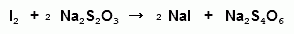 I₂ + 2 Na₂S₂O₃ → 2 NaI + Na₂S₄O₆